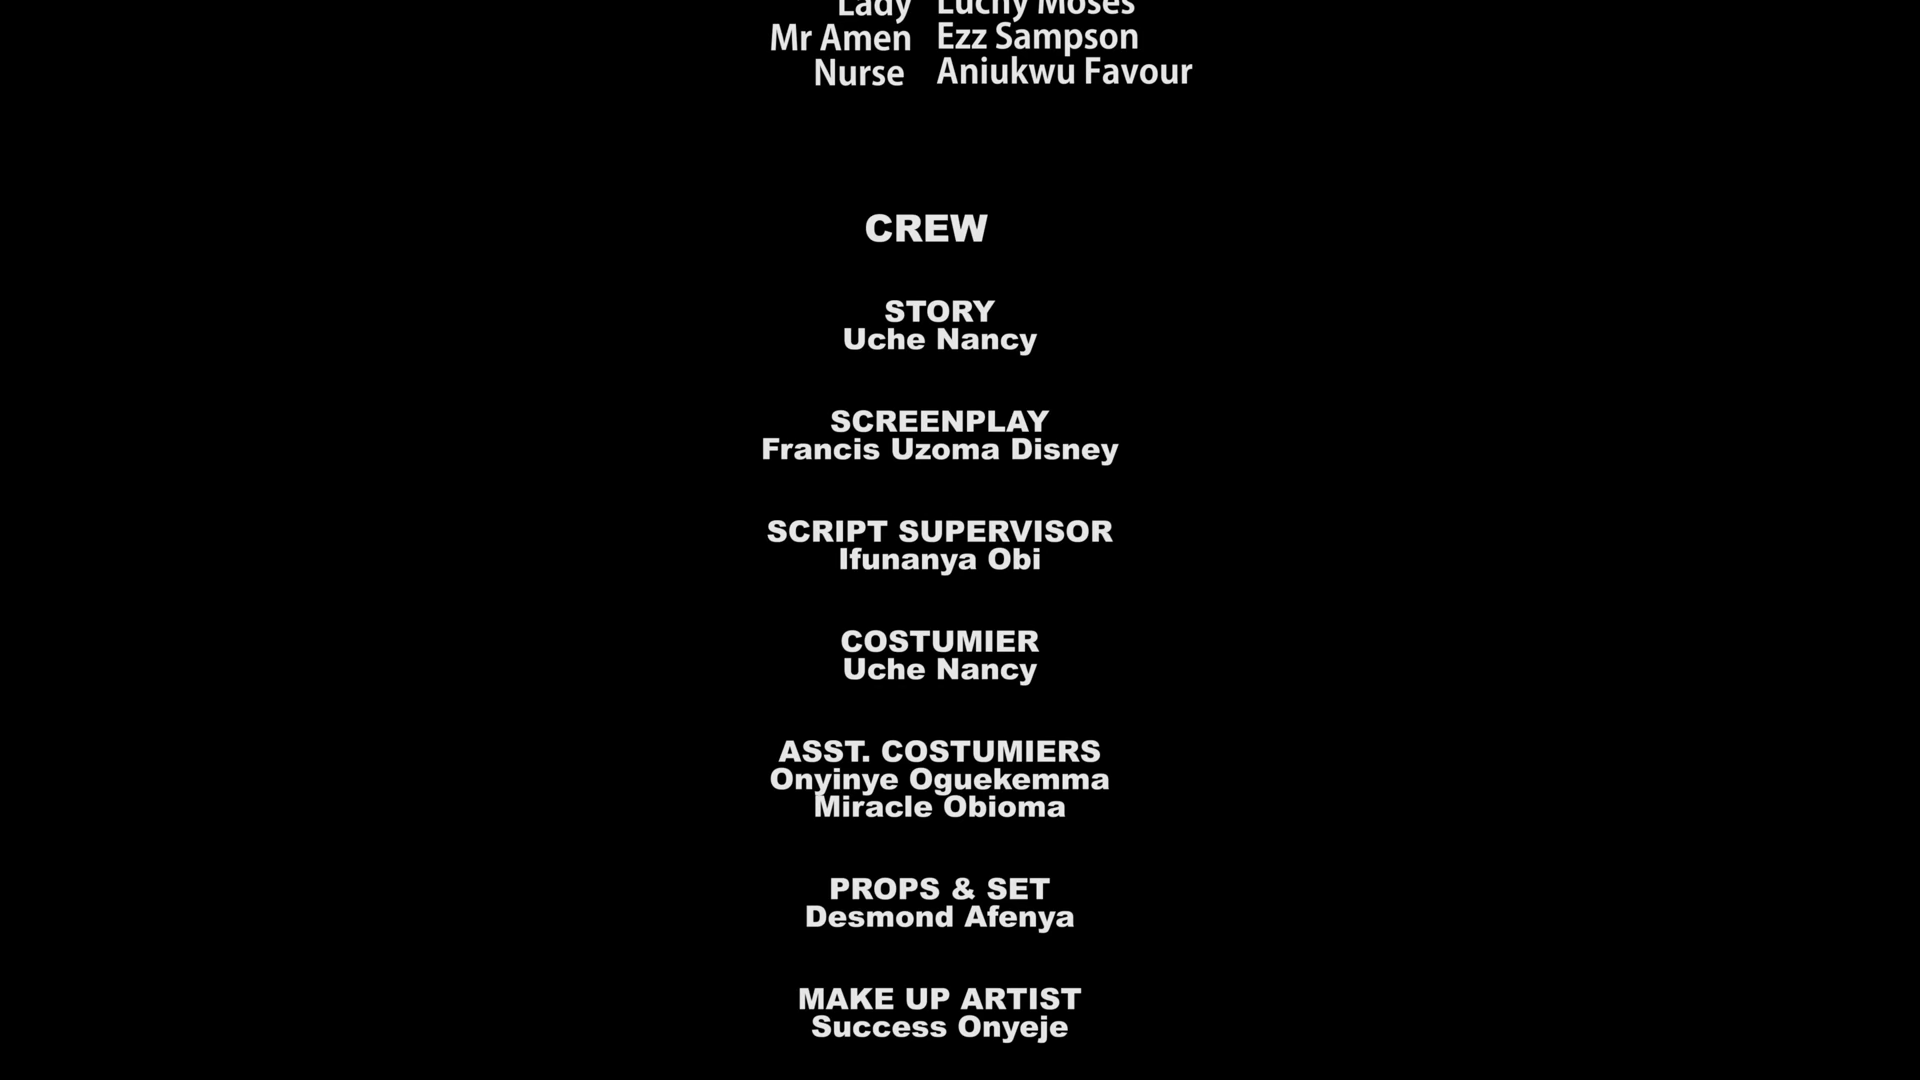 Lady Luchy Moses
Mr Amen Ezz Sampson
Nurse Aniukwu Favour
CREW
STORY
Uche Nancy
SCREENPLAY
Francis Uzoma Disney
SCRIPT SUPERVISOR
Ifunanya Obi
COSTUMIER
Uche Nancy
ASST. COSTUMIERS
Onyinye Oguekemma
Miracle Obioma
PROPS & SET
Desmond Afenya
MAKE UP ARTIST
Success Onyeje